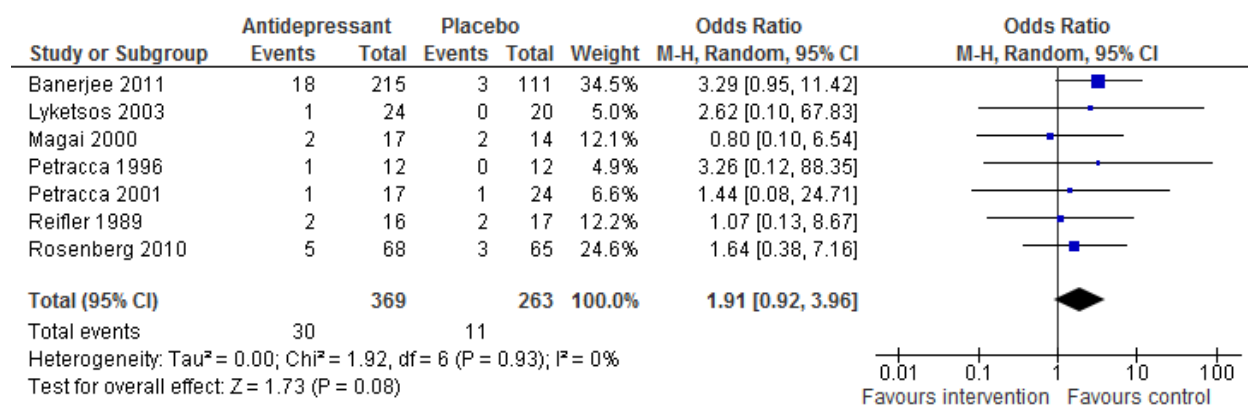 Antidepressant Placebo Odds Ratio Odds Ratio
Study or Subgroup Events Total Events Total Weight M-H, Random, 95% CI M-H, Random, 95% CI
Banerjee 2011 18 215 3 111 34.5% 3.29 [0.95, 11.42]
Lyketsos 2003 1 24 0 20 5.0% 2.62 [0.10, 67.83]
Magai 2000 2 17 2 14 12.1% 0.80 [0.10, 6.54]
Petracca 1996 1 12 0 12 4.9% 3.26 [0.12, 88.35]
Petracca 2001 1 17 1 24 6.6% 1.44 [0.08, 24.71]
Reifler 1989 2 16 2 17 12.2% 1.07 [0.13, 8.67]
Rosenberg 2010 5 68 3 65 24.6% 1.64 [0.38, 7.16]
Total (95% CI) 369 263 100.0% 1.91 [0.92, 3.96]
Total events 30 11
Heterogeneity: Tau² = 0.00; Chi² = 1.92, df = 6 (P = 0.93); I² = 0%
Test for overall effect: Z = 1.73 (P = 0.08)
0.01 0.1 1 10 100
Favours intervention Favours control